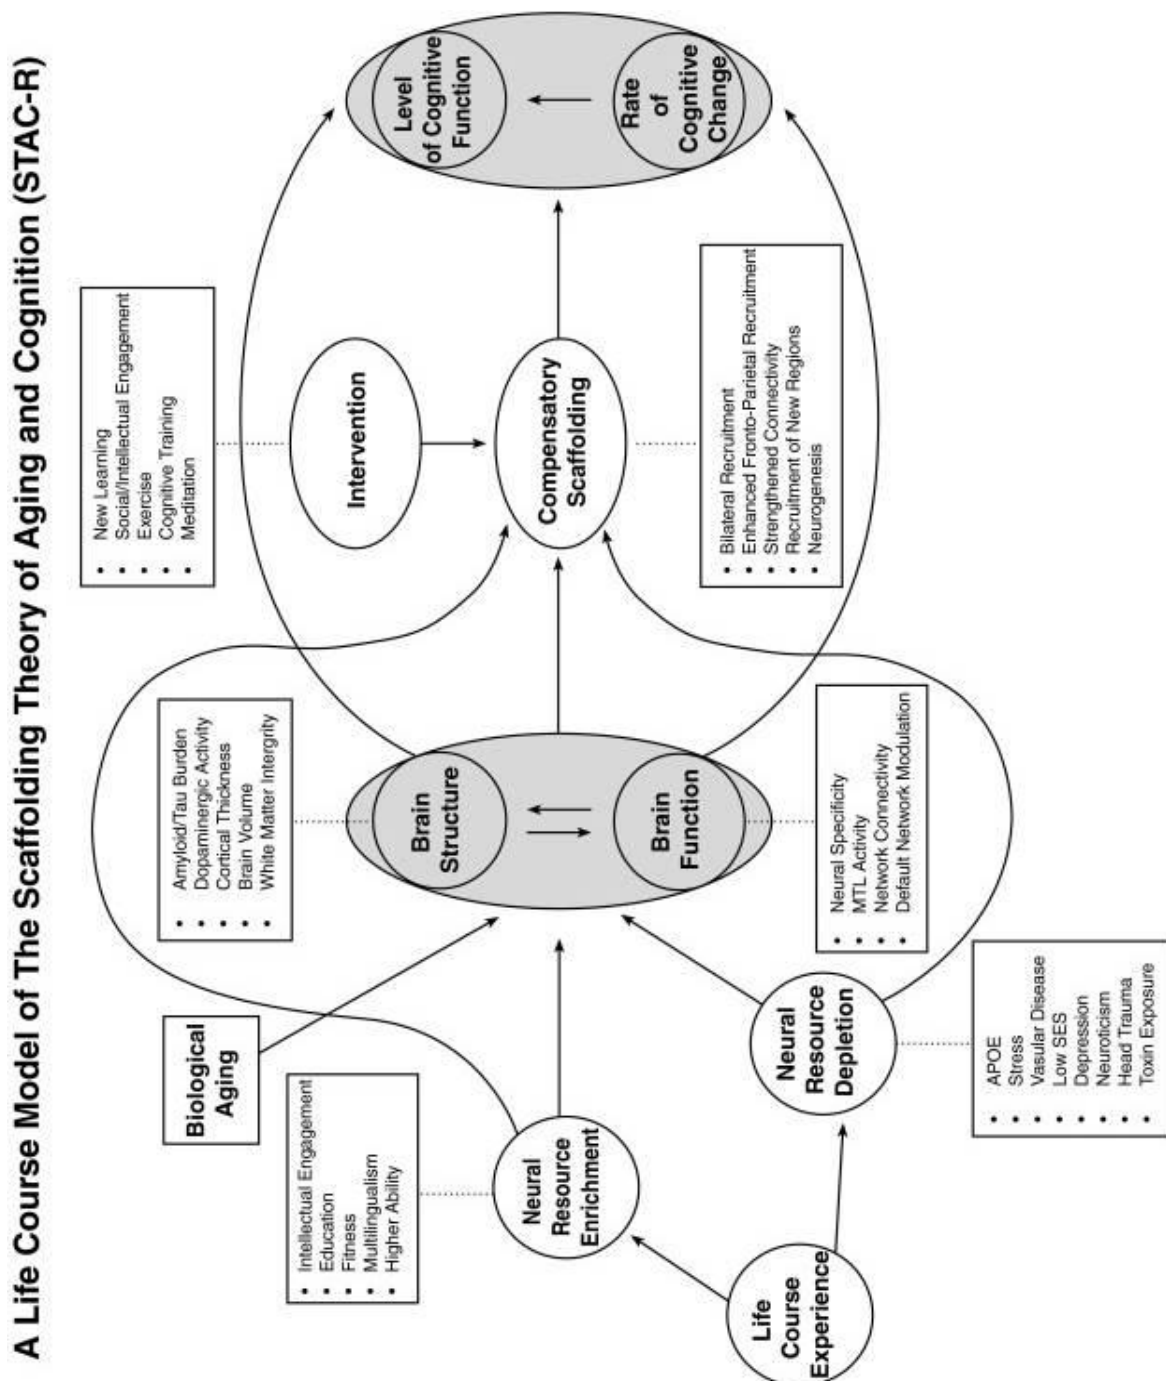 A Life Course Model of The Scaffolding Theory of Aging and Cognition (STAC-R)
Life
Course
Experience
• Intellectual Engagement
• Education
• Fitness
• Multilingualism
• Higher Ability
Neural
Resource
Enrichment
Biological
Aging
Neural
Resource
Depletion
• APOE
• Stress
• Vasular Disease
• Low SES
• Depression
• Neuroticism
• Head Trauma
• Toxin Exposure
• Amyloid/Tau Burden
• Dopaminergic Activity
• Cortical Thickness
• Brain Volume
• White Matter Intergrity
Brain
Structure
Brain
Function
• Neural Specificity
• MTL Activity
• Network Connectivity
• Default Network Modulation
• New Learning
• Social/Intellectual Engagement
• Exercise
• Cognitive Training
• Meditation
Intervention
Compensatory
Scaffolding
• Bilateral Recruitment
• Enhanced Fronto-Parietal Recruitment
• Strengthened Connectivity
• Recruitment of New Regions
• Neurogenesis
Level
of Cognitive
Function
Rate
of
Cognitive
Change